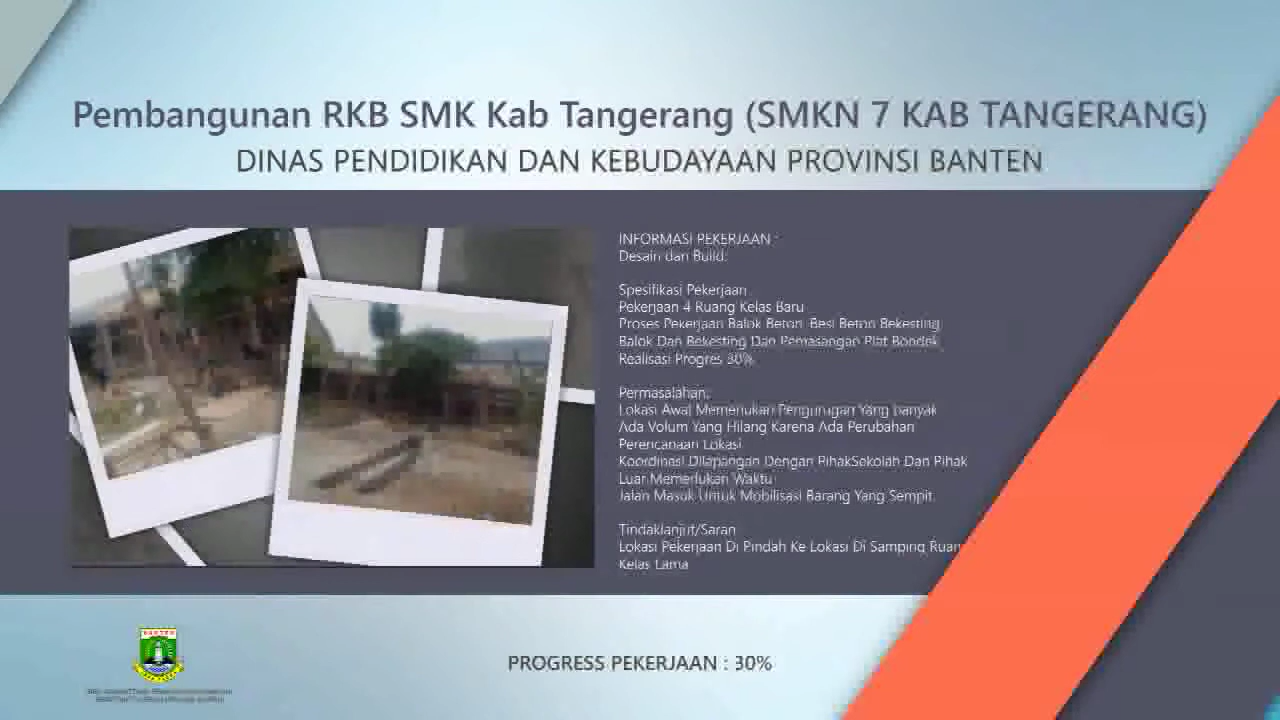 Pembangunan RKB SMK Kab Tangerang (SMKN 7 KAB TANGERANG)
DINAS PENDIDIKAN DAN KEBUDAYAAN PROVINSI BANTEN
INFORMASI PEKERJAAN :
Desain dan Build:
Spesifikasi Pekerjaan
Pekerjaan 4 Ruang Kelas Baru
Proses Pekerjaan Balok Beton Besi Beton Bekesting
Balok Dan Bekesting Dan Pemasangan Plat Bondek
Realisasi Progres 30%
Permasalahan:
Lokasi Awal Memerlukan Pengurugan Yang banyak
Ada Volum Yang Hilang Karena Ada Perubahan
Perencanaan Lokasi
Koordinasi Dilapangan Dengan PihakSekolah Dan Pihak
Luar Memerlukan Waktu
Jalan Masuk Untuk Mobilisasi Barang Yang Sempit.
Tindaklanjut/Saran
Lokasi Pekerjaan Di Pindah Ke Lokasi Di Samping Ruan
Kelas Lama
BANTEN
PROGRESS PEKERJAAN : 30%